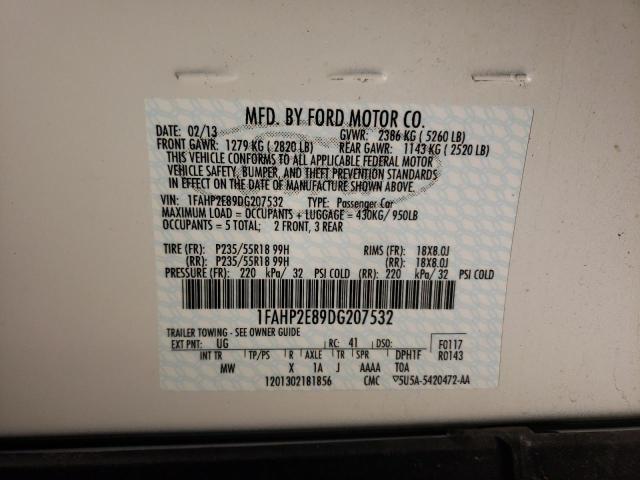 MFD. BY FORD MOTOR CO.
DATE: 02/13 GVWR: 2386 KG ( 5260 LB)
FRONT GAWR: 1279 KG ( 2820 LB) REAR GAWR: 1143 KG ( 2520 LB)
THIS VEHICLE CONFORMS TO ALL APPLICABLE FEDERAL MOTOR
VEHICLE SAFETY, BUMPER, AND THEFT PREVENTION STANDARDS
IN EFFECT ON THE DATE OF MANUFACTURE SHOWN ABOVE.
VIN: 1FAHP2E89DG207532 TYPE: Passenger Car
MAXIMUM LOAD = OCCUPANTS + LUGGAGE = 430KG/ 950LB
OCCUPANTS = 5 TOTAL; 2 FRONT, 3 REAR
TIRE (FR): P235/55R18 99H RIMS (FR): 18X8.0J
(RR): P235/55R18 99H (RR): 18X8.0J
PRESSURE (FR): 220 kPa/ 32 PSI COLD (RR): 220 kPa/ 32 PSI COLD
1FAHP2E89DG207532
TRAILER TOWING - SEE OWNER GUIDE
EXT PNT: UG RC: 41 DSO: F0117
INT TR TP/PS R AXLE TR SPR DPH1F R0143
MW X 1A J AAAA TOA
1201302181856 CMC ▽5U5A-5420472-AA